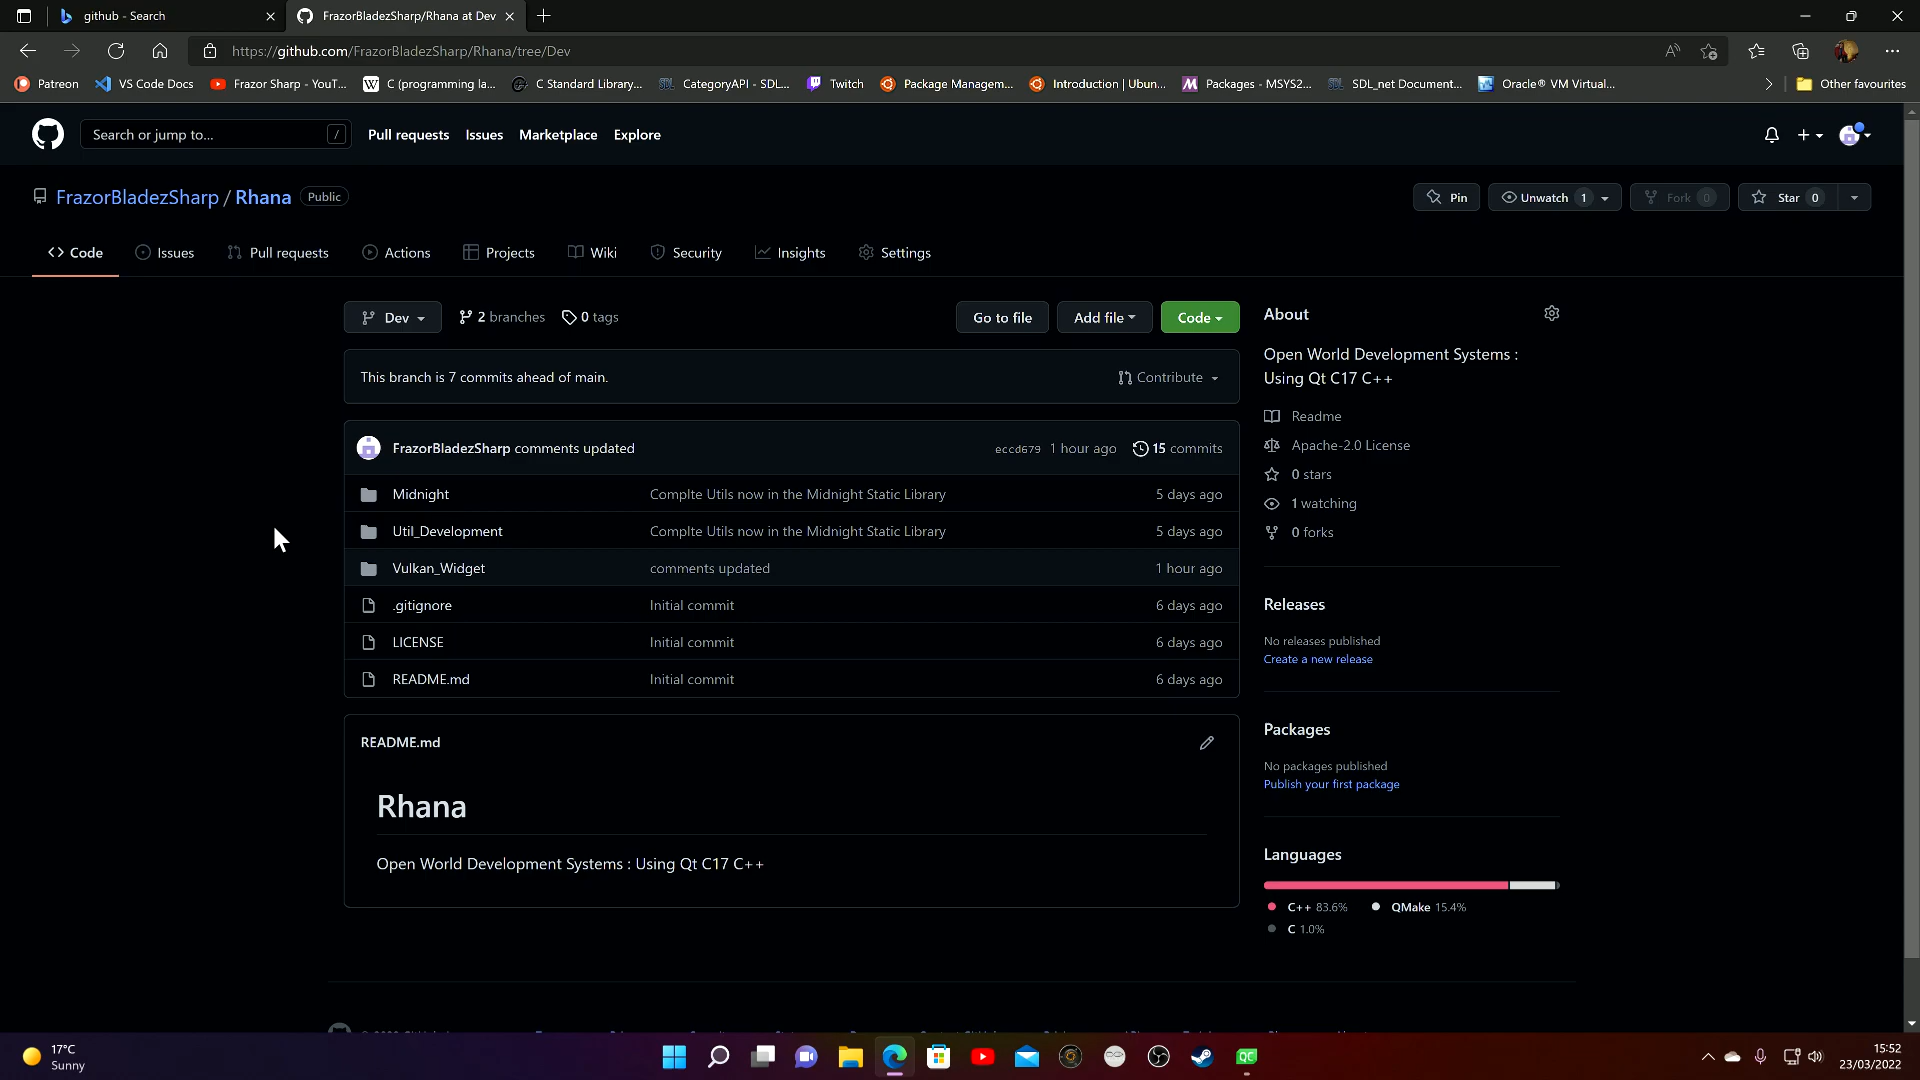 github - Search
FrazorBladezSharp/Rhana at Dev
https://github.com/FrazorBladezSharp/Rhana/tree/Dev
Patreon
VS Code Docs
Frazor Sharp - YouT...
C (programming la...
C Standard Library...
CategoryAPI - SDL...
Twitch
Package Managem...
Introduction | Ubun...
Packages - MSYS2...
SDL_net Document...
Oracle® VM Virtual...
Other favourites
Search or jump to... /
Pull requests
Issues
Marketplace
Explore
FrazorBladezSharp / Rhana Public
Pin
Unwatch 1
Fork 0
Star 0
Code
Issues
Pull requests
Actions
Projects
Wiki
Security
Insights
Settings
Dev
2 branches
0 tags
Go to file
Add file
Code
This branch is 7 commits ahead of main.
Contribute
FrazorBladezSharp comments updated
eccd679 1 hour ago
15 commits
Midnight Complte Utils now in the Midnight Static Library 5 days ago
Util_Development Complte Utils now in the Midnight Static Library 5 days ago
Vulkan_Widget comments updated 1 hour ago
.gitignore Initial commit 6 days ago
LICENSE Initial commit 6 days ago
README.md Initial commit 6 days ago
README.md
Rhana
Open World Development Systems : Using Qt C17 C++
About
Open World Development Systems :
Using Qt C17 C++
Readme
Apache-2.0 License
0 stars
1 watching
0 forks
Releases
No releases published
Create a new release
Packages
No packages published
Publish your first package
Languages
C++ 83.6%
QMake 15.4%
C 1.0%
17°C
Sunny
QC
15:52
23/03/2022